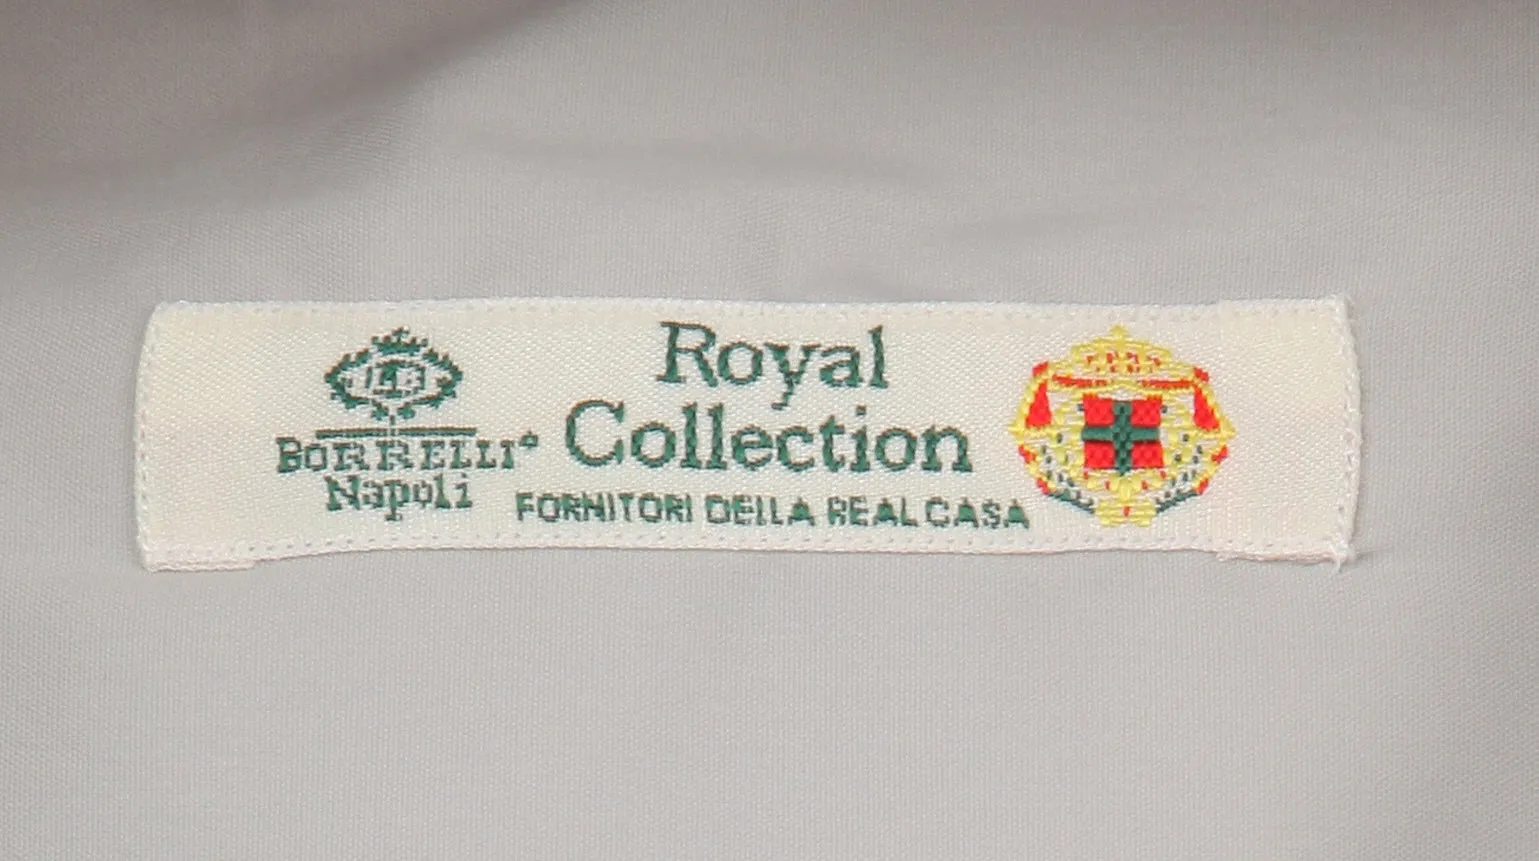 BORRELLI
Napoli
Royal
Collection
FORNITORI DELLA REAL CASA